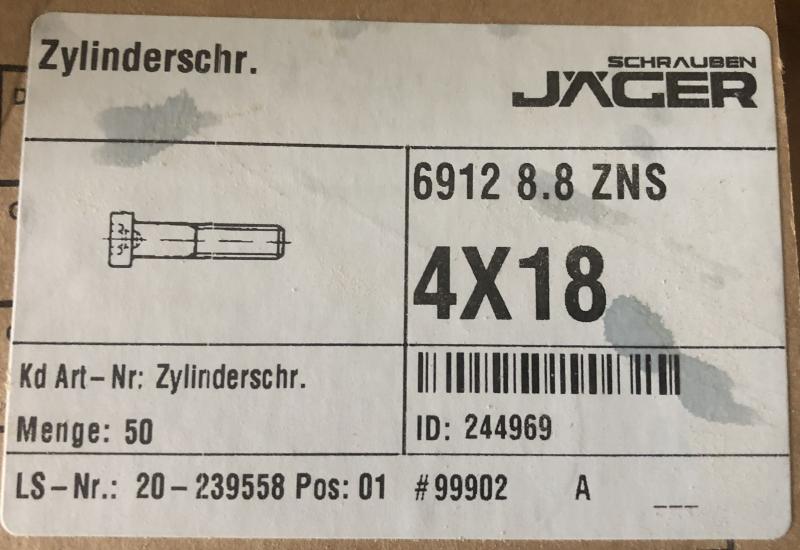 Zylinderschr.
SCHRAUBEN
JÄGER
6912 8.8 ZNS
4X18
Kd Art-Nr: Zylinderschr.
Menge: 50
ID: 244969
LS-Nr.: 20-239558 Pos: 01 #99902 A ___